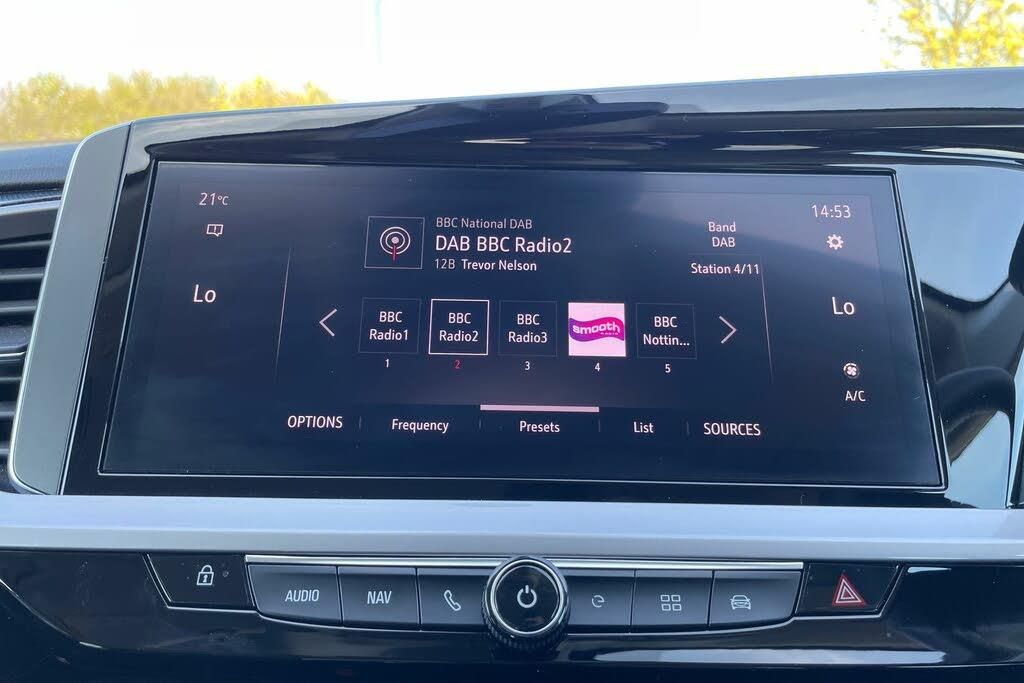 21°C
14:53
BBC National DAB
DAB BBC Radio2
12B Trevor Nelson
Band
DAB
Station 4/11
Lo
Lo
BBC
Radio1
BBC
Radio2
BBC
Radio3
smooth
RADIO
BBC
Nottin...
1
2
3
4
5
A/C
OPTIONS
Frequency
Presets
List
SOURCES
AUDIO
NAV